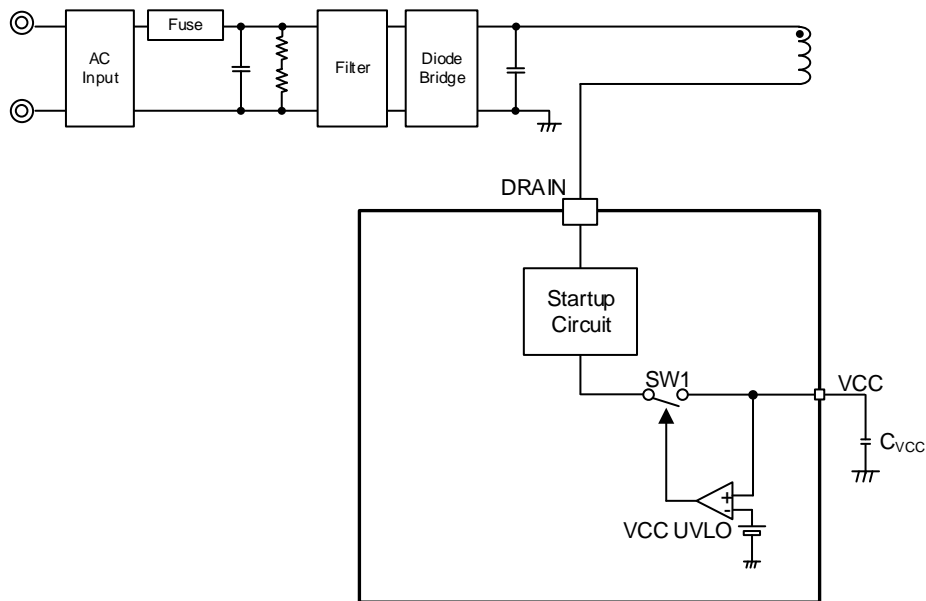 Fuse
AC
Input
Filter
Diode
Bridge
DRAIN
Startup
Circuit
SW1
VCC
CVCC
+
-
VCC UVLO